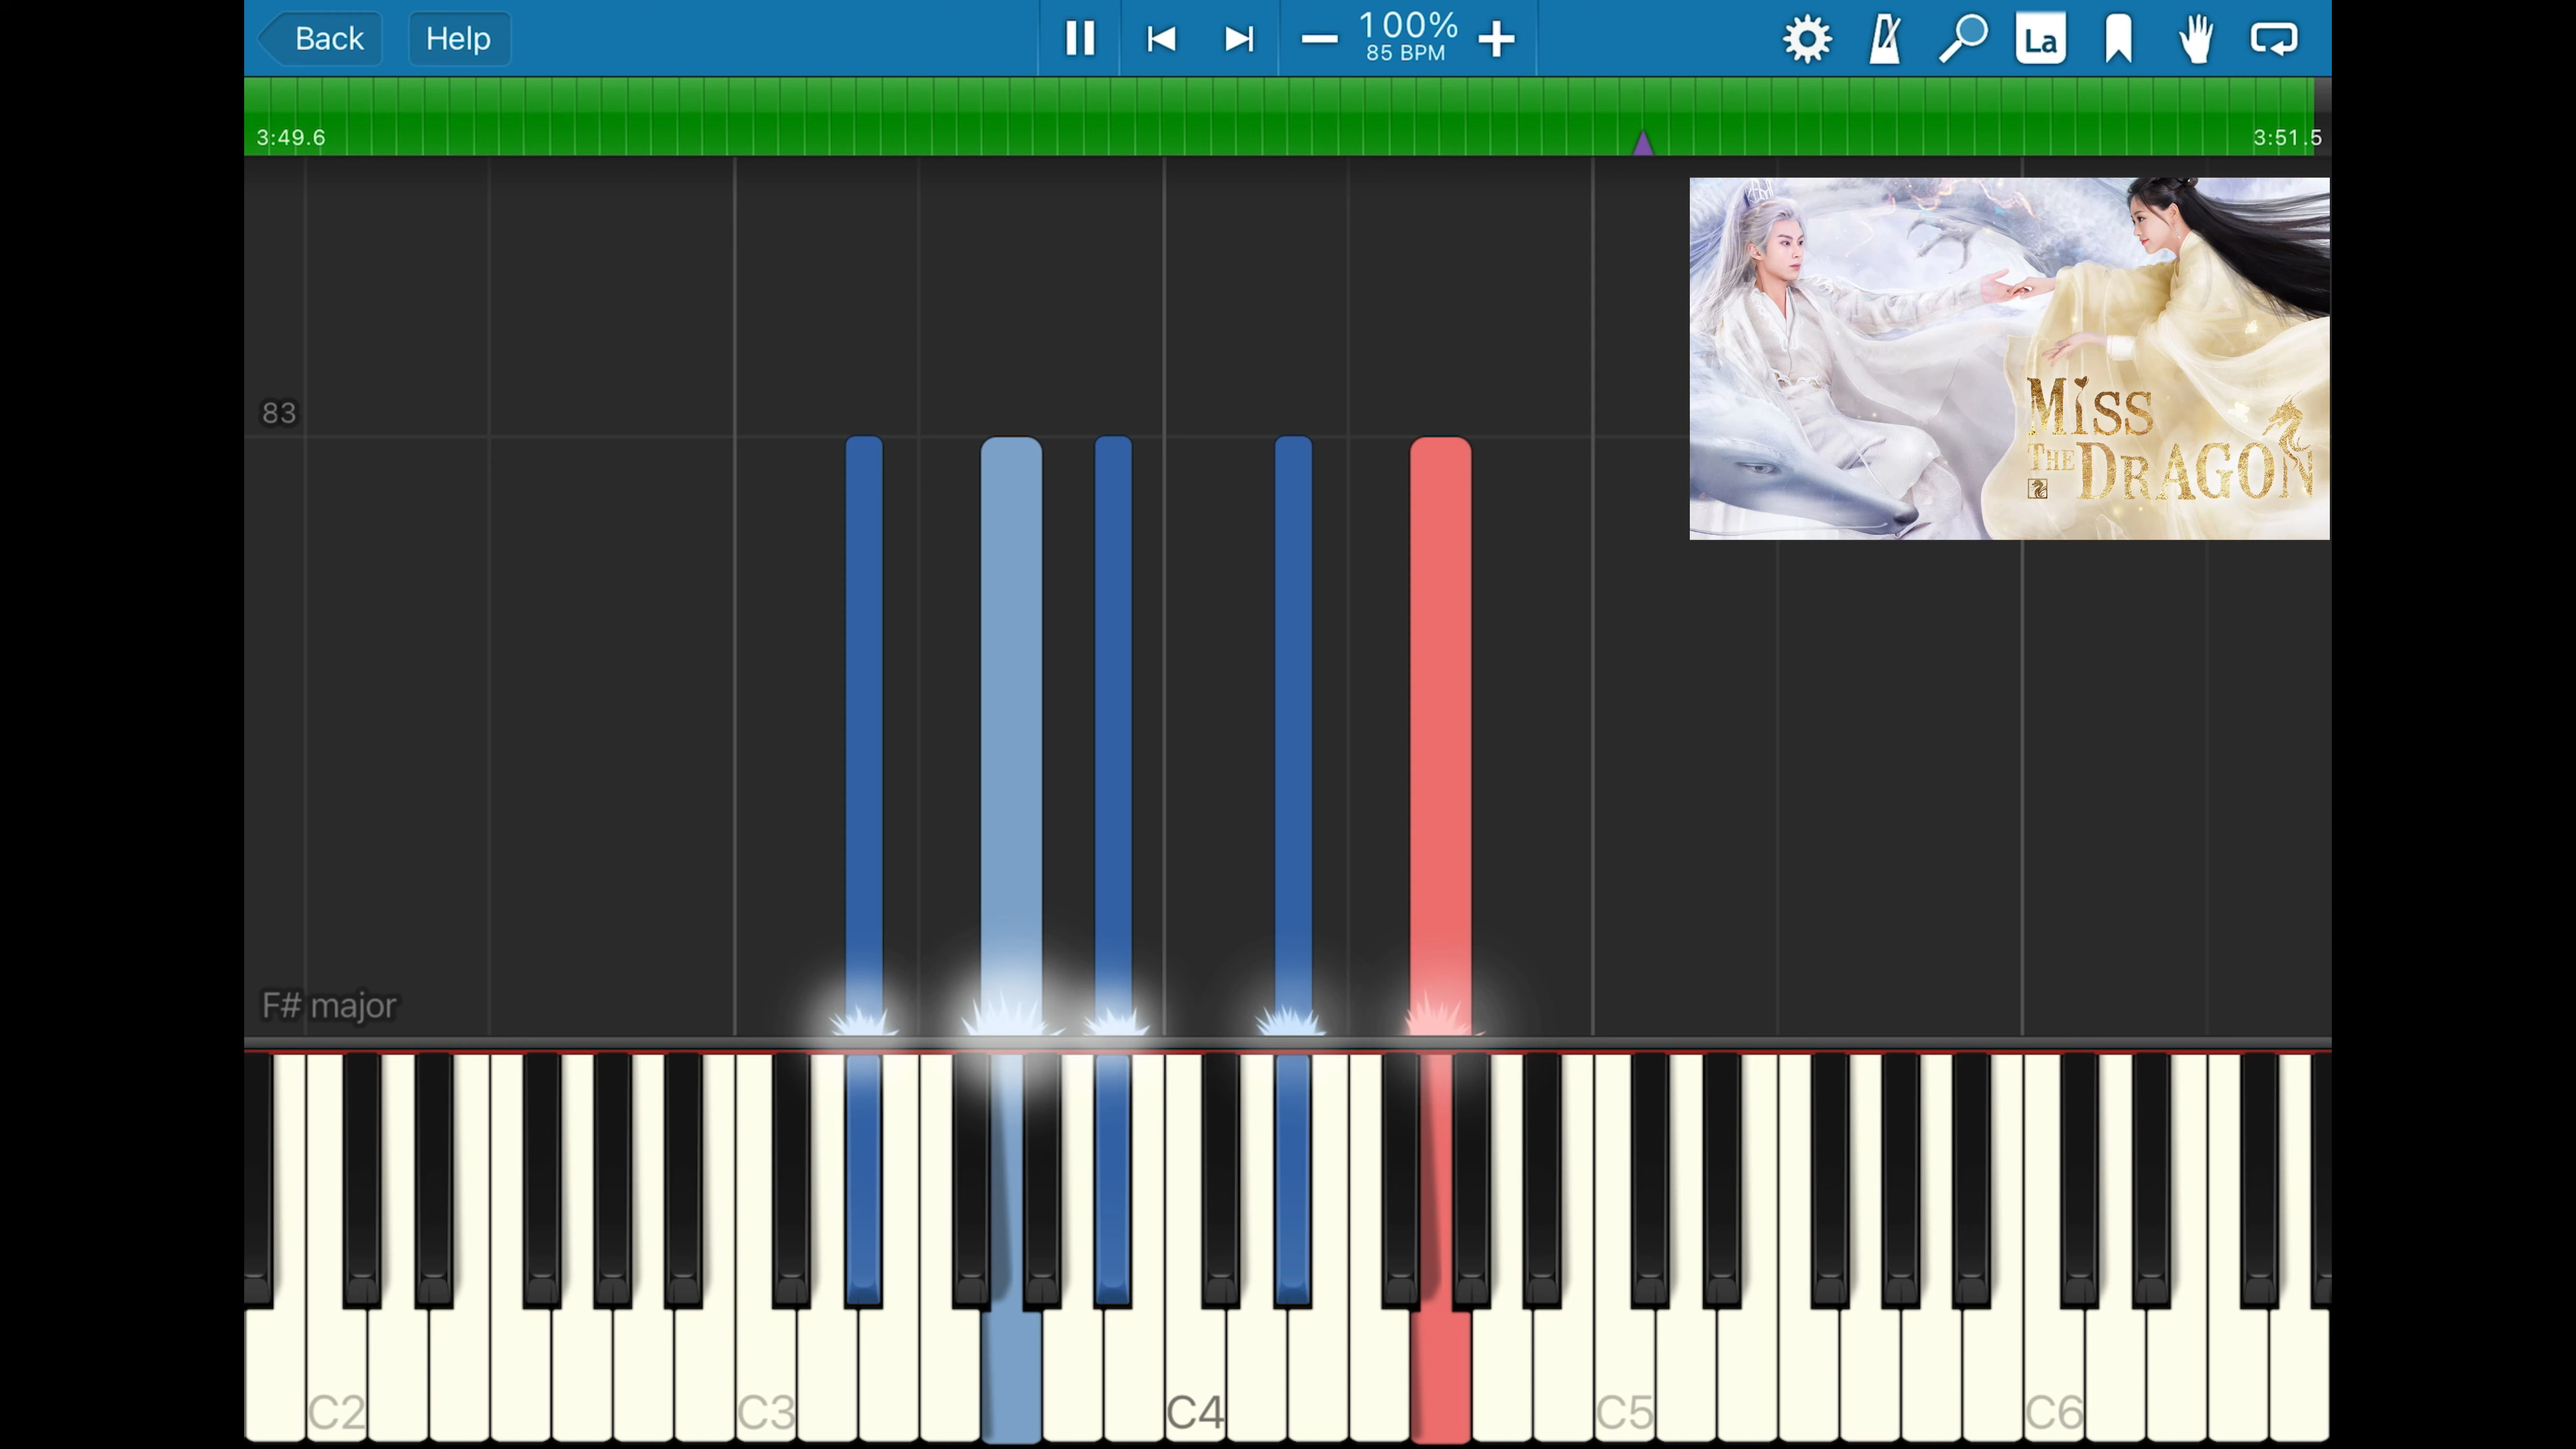 Back
Help
100%
85 BPM
La
3:49.6
3:51.5
Miss
The Dragon
83
F# major
C2
C3
C4
C5
C6